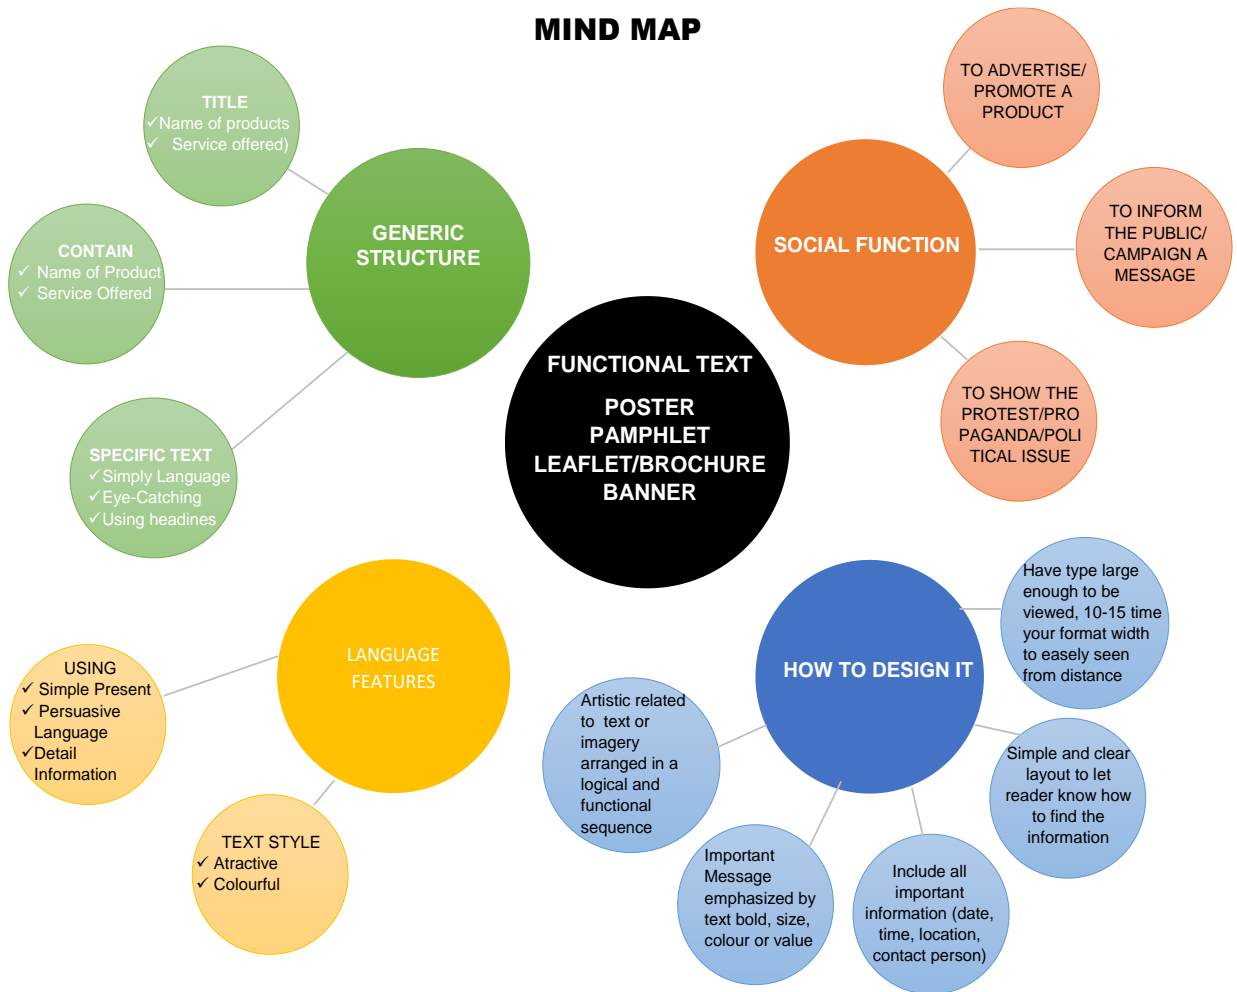 MIND MAP
TITLE
✓Name of products
✓ Service offered)
CONTAIN
✓ Name of Product
✓ Service Offered
SPECIFIC TEXT
✓Simply Language
✓Eye-Catching
✓Using headines
GENERIC
STRUCTURE
SOCIAL FUNCTION
TO ADVERTISE/
PROMOTE A
PRODUCT
TO INFORM
THE PUBLIC/
CAMPAIGN A
MESSAGE
TO SHOW THE
PROTEST/PRO
PAGANDA/POLI
TICAL ISSUE
FUNCTIONAL TEXT
POSTER
PAMPHLET
LEAFLET/BROCHURE
BANNER
LANGUAGE
FEATURES
USING
✓ Simple Present
✓ Persuasive
Language
✓Detail
Information
TEXT STYLE
✓ Atractive
✓ Colourful
HOW TO DESIGN IT
Have type large
enough to be
viewed, 10-15 time
your format width
to easely seen
from distance
Simple and clear
layout to let
reader know how
to find the
information
Include all
important
information (date,
time, location,
contact person)
Important
Message
emphasized by
text bold, size,
colour or value
Artistic related
to text or
imagery
arranged in a
logical and
functional
sequence